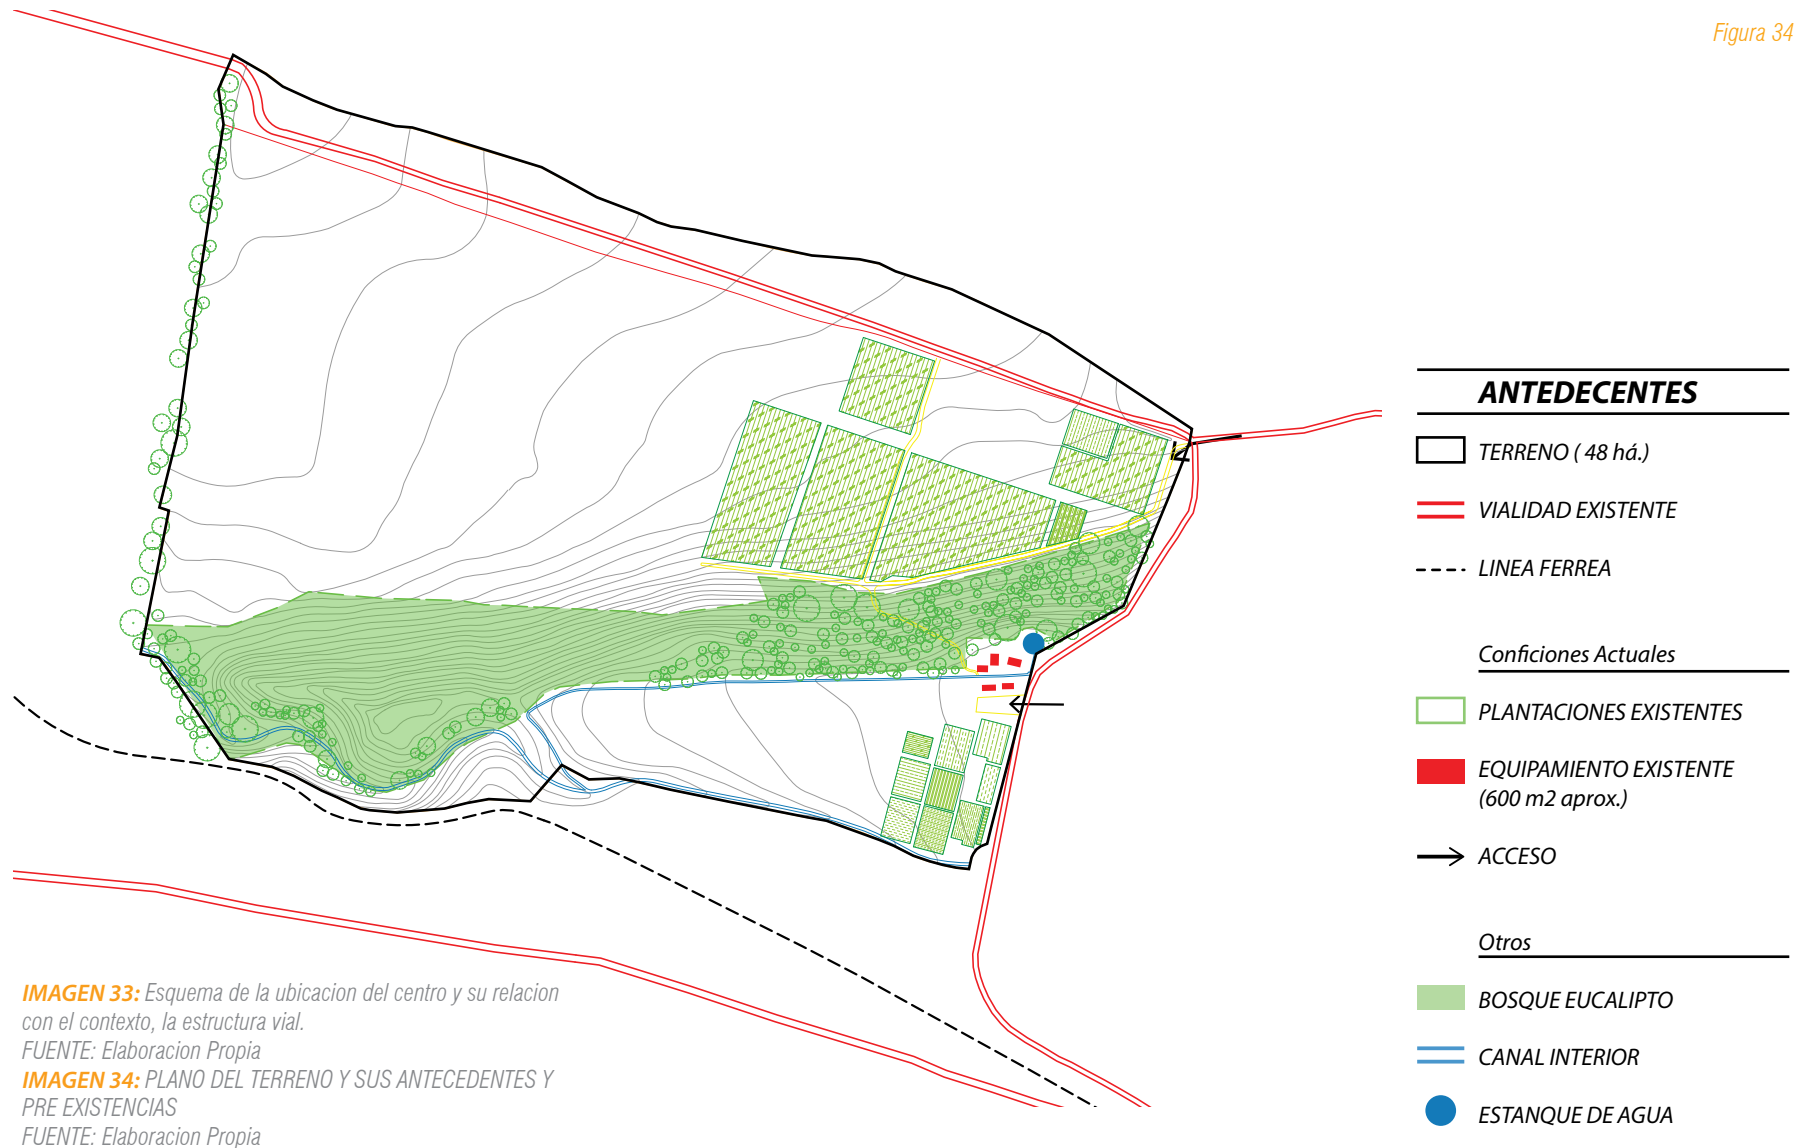 Figura 34
ANTEDECENTES
TERRENO ( 48 há.)
VIALIDAD EXISTENTE
LINEA FERREA
Conficiones Actuales
PLANTACIONES EXISTENTES
EQUIPAMIENTO EXISTENTE
(600 m2 aprox.)
ACCESO
Otros
BOSQUE EUCALIPTO
CANAL INTERIOR
ESTANQUE DE AGUA
IMAGEN 33: Esquema de la ubicacion del centro y su relacion
con el contexto, la estructura vial.
FUENTE: Elaboracion Propia
IMAGEN 34: PLANO DEL TERRENO Y SUS ANTECEDENTES Y
PRE EXISTENCIAS
FUENTE: Elaboracion Propia